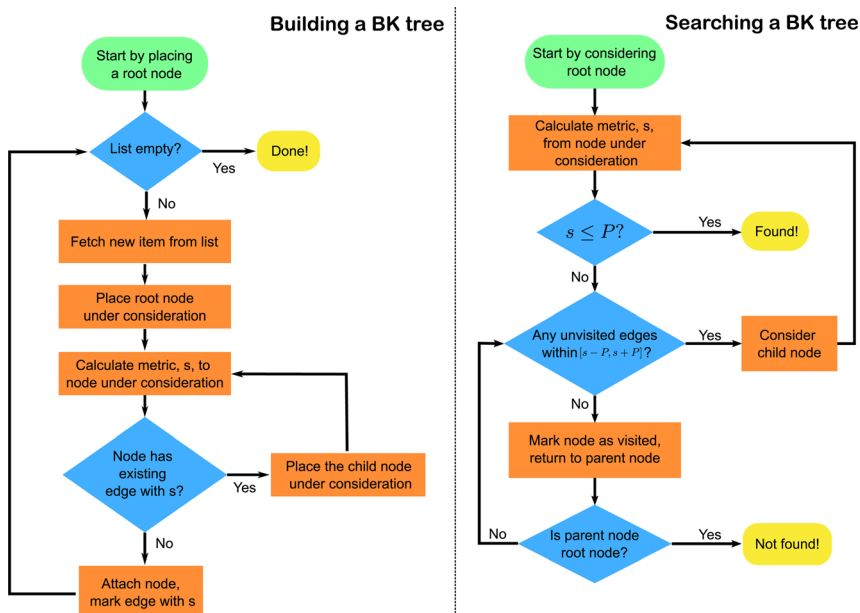 Building a BK tree
Start by placing
a root node
List empty?
Yes
Done!
No
Fetch new item from list
Place root node
under consideration
Calculate metric, s, to
node under consideration
Node has
existing
edge with s?
Yes
Place the child node
under consideration
No
Attach node,
mark edge with s
Searching a BK tree
Start by considering
root node
Calculate metric, s,
from node under
consideration
s ≤ P?
Yes
Found!
No
Any unvisited edges
within [s − P, s + P] ?
Yes
Consider
child node
No
Mark node as visited,
return to parent node
Is parent node
root node?
No
Yes
Not found!